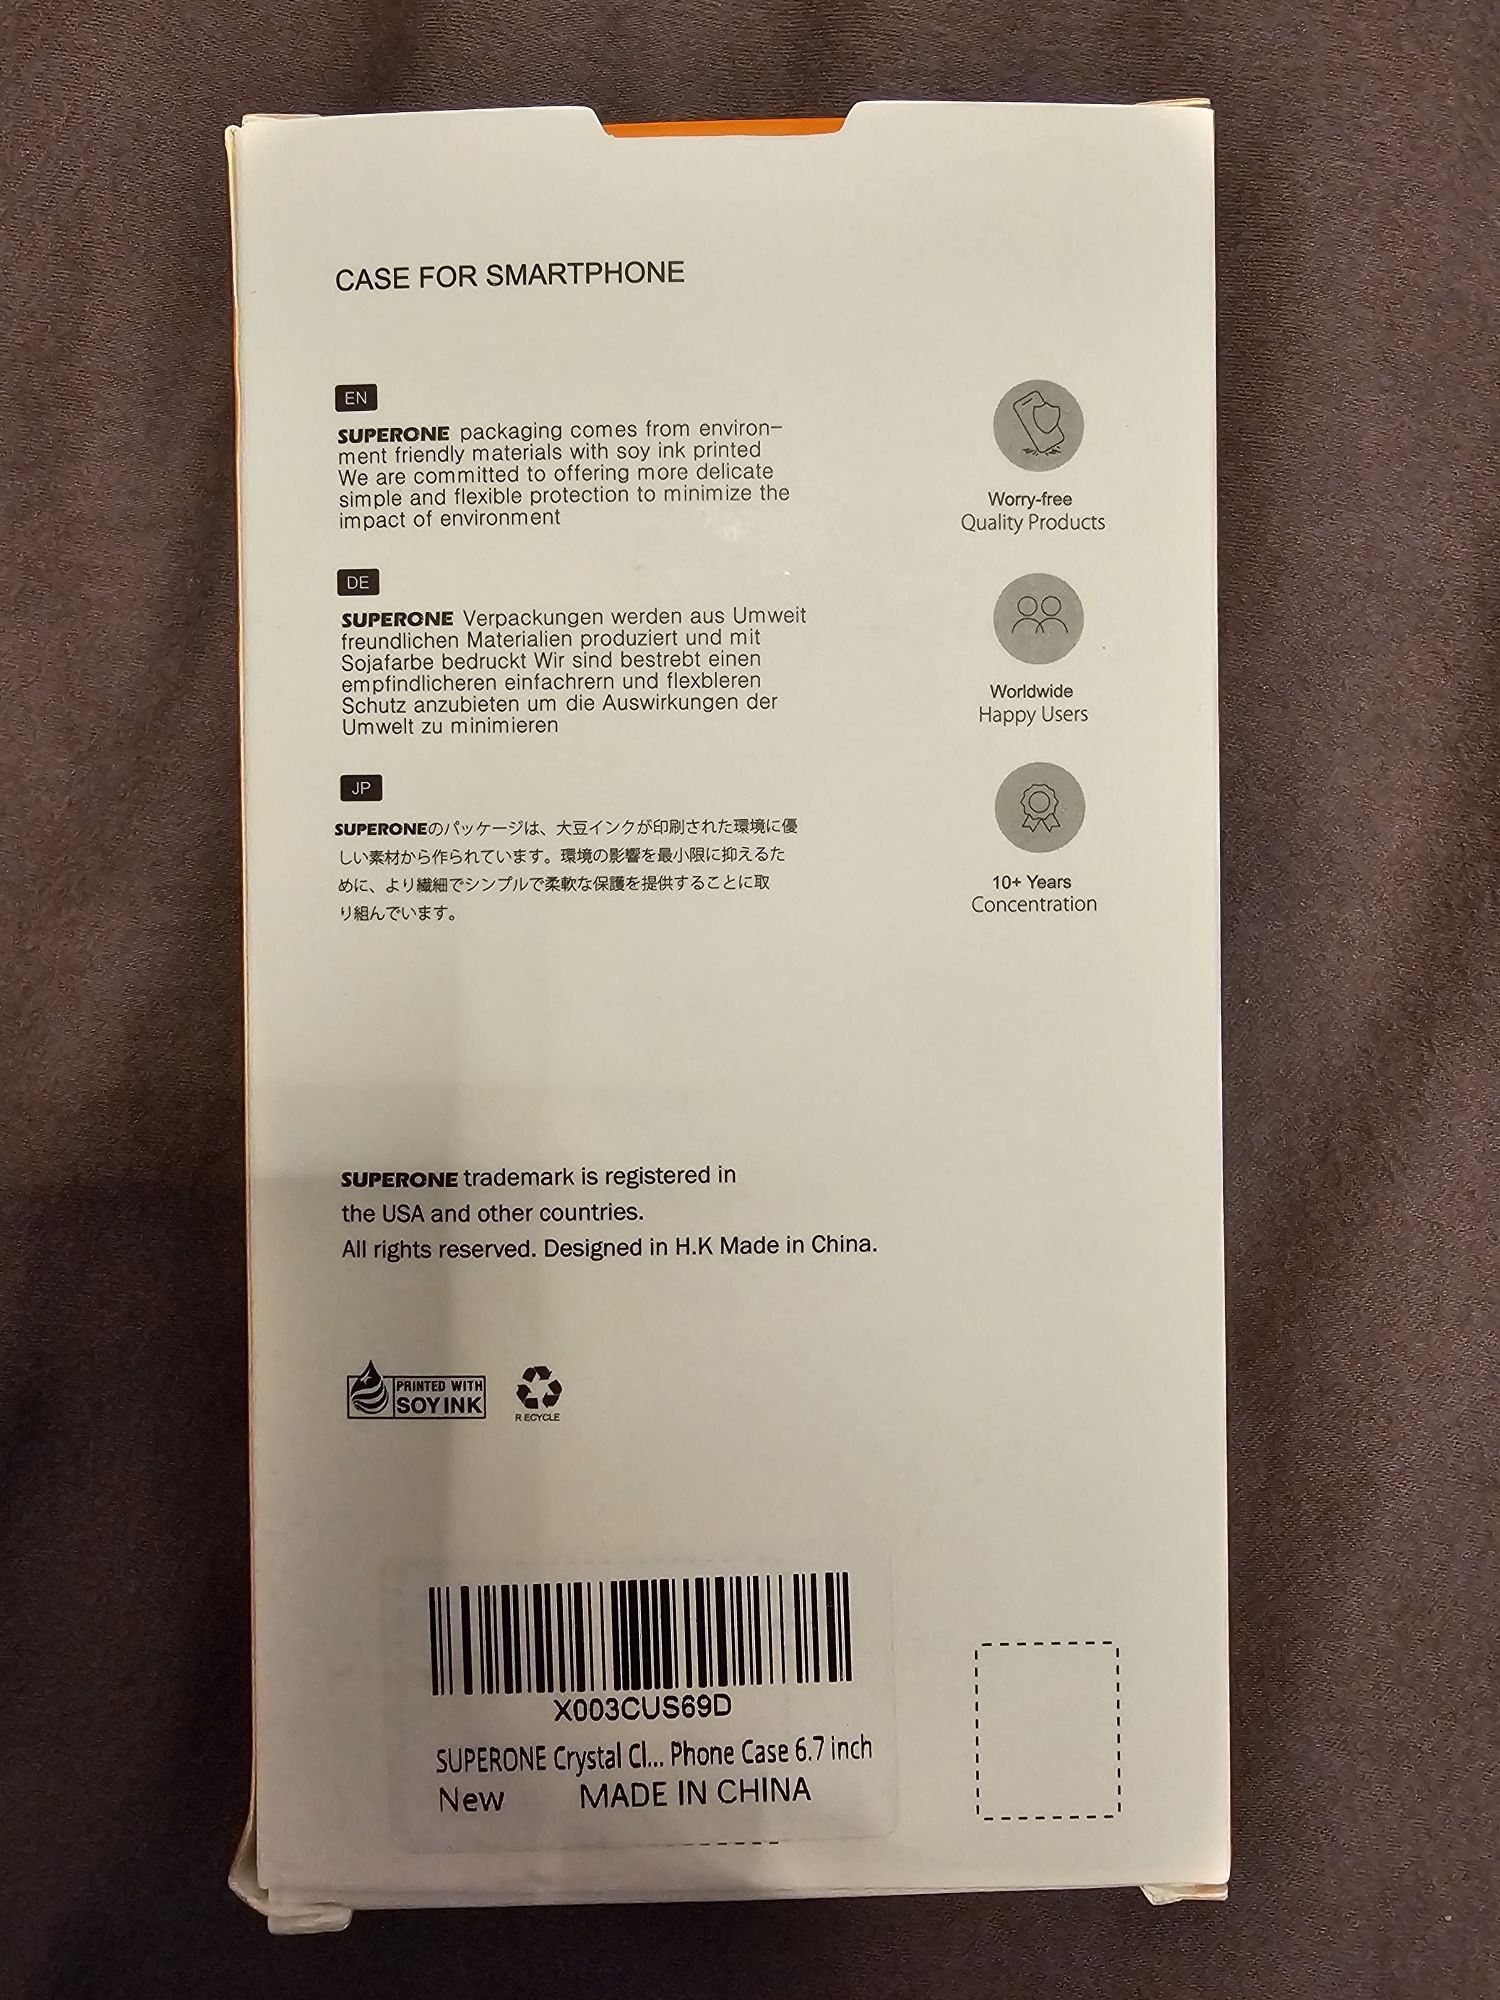 CASE FOR SMARTPHONE
EN
SUPERONE packaging comes from environ–
ment friendly materials with soy ink printed
We are committed to offering more delicate
simple and flexible protection to minimize the
impact of environment
DE
SUPERONE Verpackungen werden aus Umweit
freundlichen Materialien produziert und mit
Sojafarbe bedruckt Wir sind bestrebt einen
empfindlicheren einfachrern und flexbleren
Schutz anzubieten um die Auswirkungen der
Umwelt zu minimieren
JP
SUPERONEのパッケージは、大豆インクが印刷された環境に優
しい素材から作られています。環境の影響を最小限に抑えるた
めに、より繊細でシンプルで柔軟な保護を提供することに取
り組んでいます。
Worry-free
Quality Products
Worldwide
Happy Users
10+ Years
Concentration
SUPERONE trademark is registered in
the USA and other countries.
All rights reserved. Designed in H.K Made in China.
PRINTED WITH
SOY INK
R ECYCLE
X003CUS69D
SUPERONE Crystal Cl... Phone Case 6.7 inch
New MADE IN CHINA